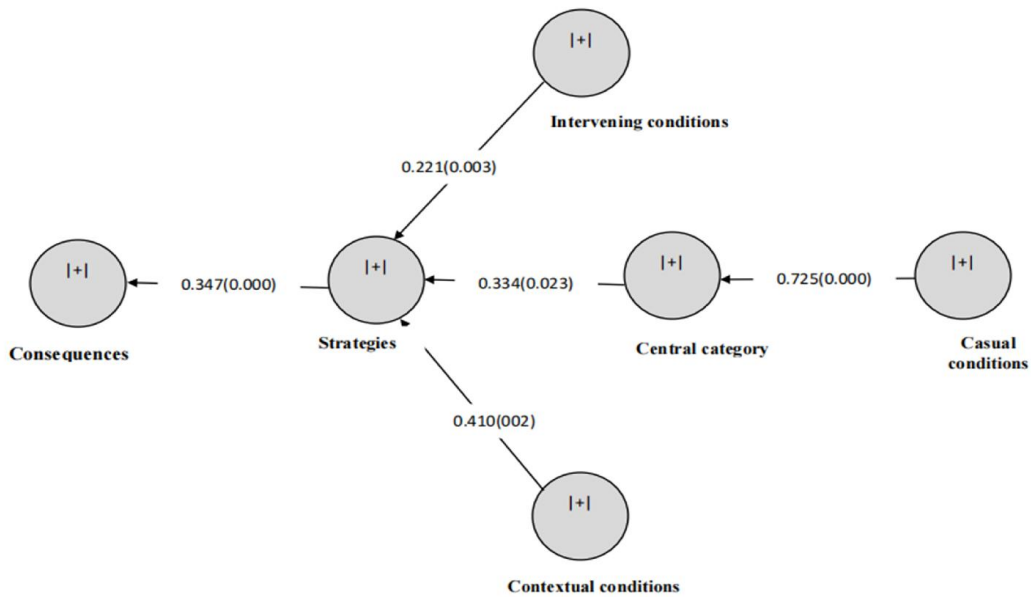 |+|
Intervening conditions
0.221(0.003)
|+|
|+|
|+|
|+|
0.347(0.000)
0.334(0.023)
0.725(0.000)
Consequences
Strategies
Central category
Casual
conditions
0.410(002)
|+|
Contextual conditions